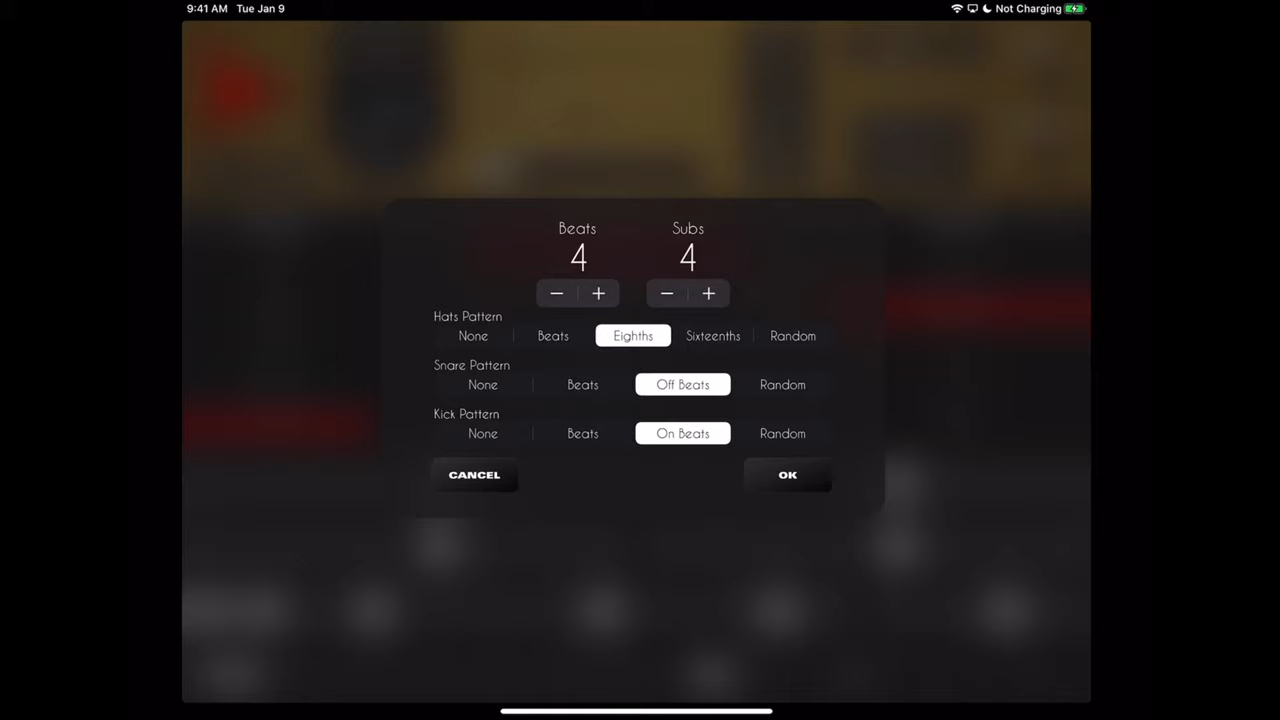 9:41 AM Tue Jan 9 Not Charging
Beats Subs
4 4
− + − +
Hats Pattern
None Beats Eighths Sixteenths Random
Snare Pattern
None Beats Off Beats Random
Kick Pattern
None Beats On Beats Random
CANCEL OK